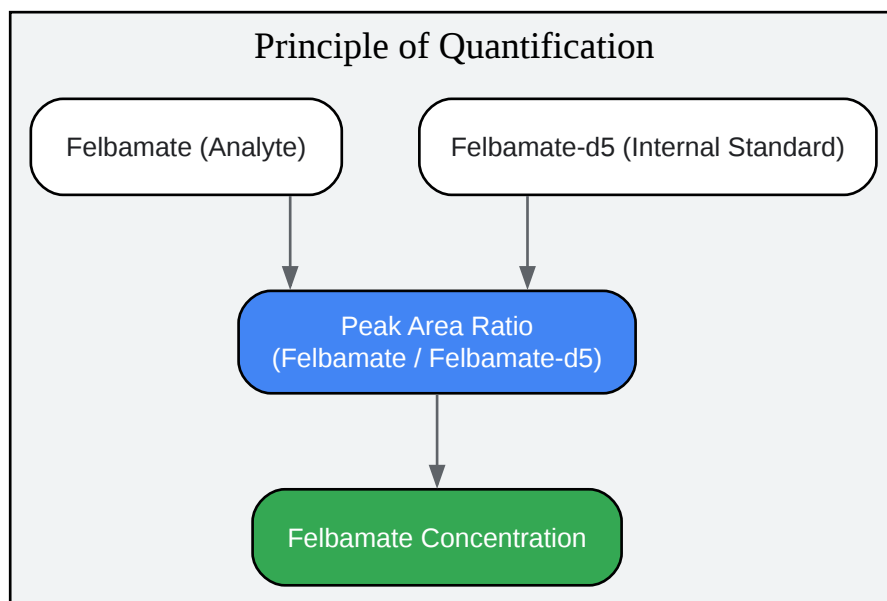 Principle of Quantification
Felbamate (Analyte)
Felbamate-d5 (Internal Standard)
Peak Area Ratio
(Felbamate / Felbamate-d5)
Felbamate Concentration